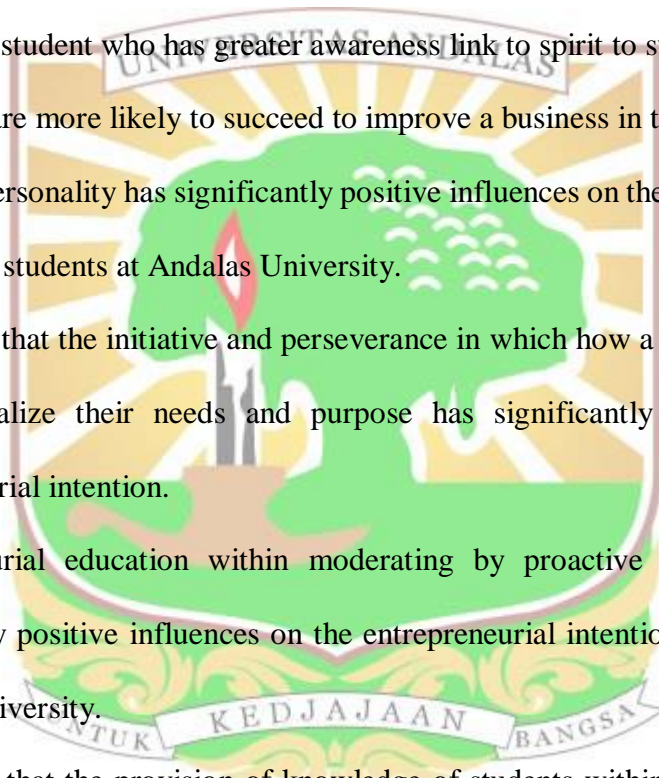 student who has greater awareness link to spirit to s
UNIVERSITAS ANDALAS
are more likely to succeed to improve a business in t
ersonality has significantly positive influences on the
students at Andalas University.
that the initiative and perseverance in which how a
alize their needs and purpose has significantly
rial intention.
urial education within moderating by proactive
y positive influences on the entrepreneurial intentio
iversity.
NTUK KEDJAJAAN BANGSA
that the provision of knowledge of students within